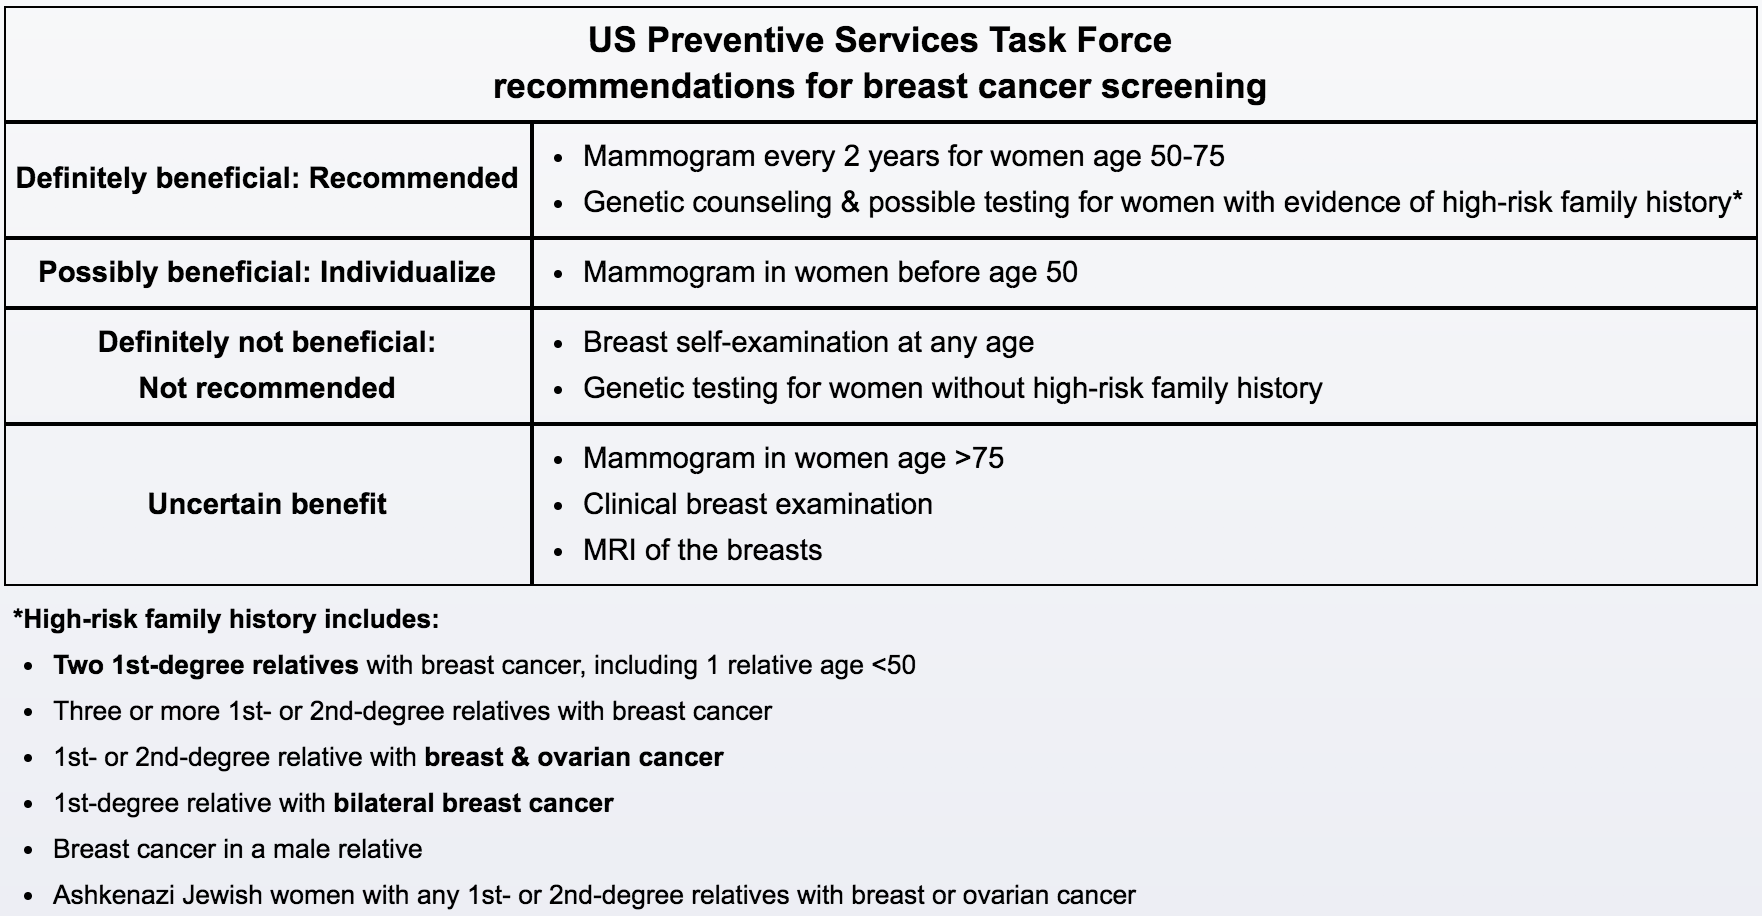 US Preventive Services Task Force
recommendations for breast cancer screening
Definitely beneficial: Recommended
• Mammogram every 2 years for women age 50-75
• Genetic counseling & possible testing for women with evidence of high-risk family history*
Possibly beneficial: Individualize
• Mammogram in women before age 50
Definitely not beneficial:
Not recommended
• Breast self-examination at any age
• Genetic testing for women without high-risk family history
Uncertain benefit
• Mammogram in women age >75
• Clinical breast examination
• MRI of the breasts
*High-risk family history includes:
• Two 1st-degree relatives with breast cancer, including 1 relative age <50
• Three or more 1st- or 2nd-degree relatives with breast cancer
• 1st- or 2nd-degree relative with breast & ovarian cancer
• 1st-degree relative with bilateral breast cancer
• Breast cancer in a male relative
• Ashkenazi Jewish women with any 1st- or 2nd-degree relatives with breast or ovarian cancer